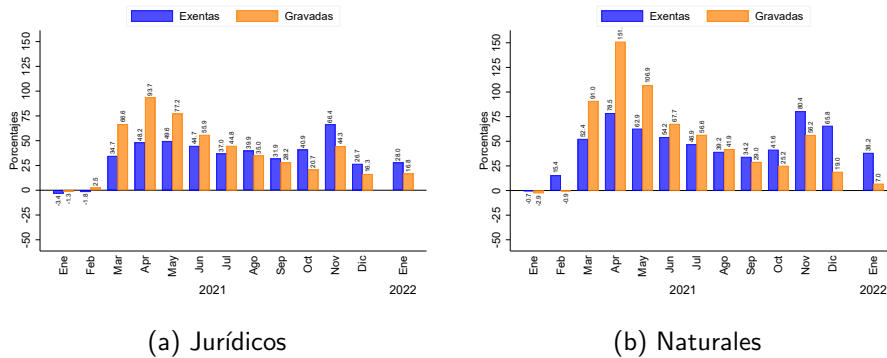 Exentas Gravadas
Porcentajes
150
125
100
75
50
25
0
-25
-50
-3.4 -1.3 -1.8 2.5 34.7 66.6 48.2 93.7 49.6 77.2 44.7 55.9 37.0 44.8 39.9 35.0 31.9 28.2 40.9 20.7 66.4 44.3 26.7 16.3 28.0 16.8
Ene Feb Mar Apr May Jun Jul Ago Sep Oct Nov Dic Ene
2021 2022
(a) Jurídicos
Exentas Gravadas
Porcentajes
150
125
100
75
50
25
0
-25
-50
-0.7 -2.9 15.4 -0.9 52.4 91.0 78.5 151. 62.9 106.9 54.2 67.7 46.9 56.6 39.2 41.9 34.2 29.0 41.6 25.2 80.4 56.2 65.8 19.0 38.2 7.0
Ene Feb Mar Apr May Jun Jul Ago Sep Oct Nov Dic Ene
2021 2022
(b) Naturales